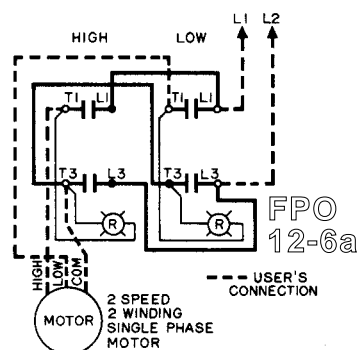 L1 L2
HIGH LOW
T1 L1 T1 L1
T3 L3 T3 L3
R R
FPO
12-6a
HIGH
LOW
COM
USER'S
CONNECTION
MOTOR
2 SPEED
2 WINDING
SINGLE PHASE
MOTOR